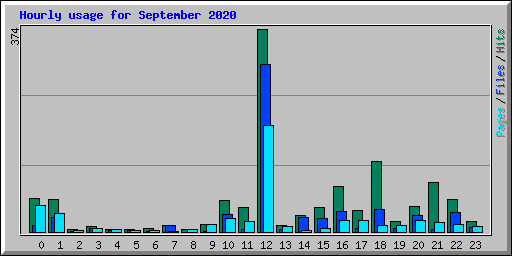 Hourly usage for September 2020
374
Pages/Files/Hits
0 1 2 3 4 5 6 7 8 9 10 11 12 13 14 15 16 17 18 19 20 21 22 23